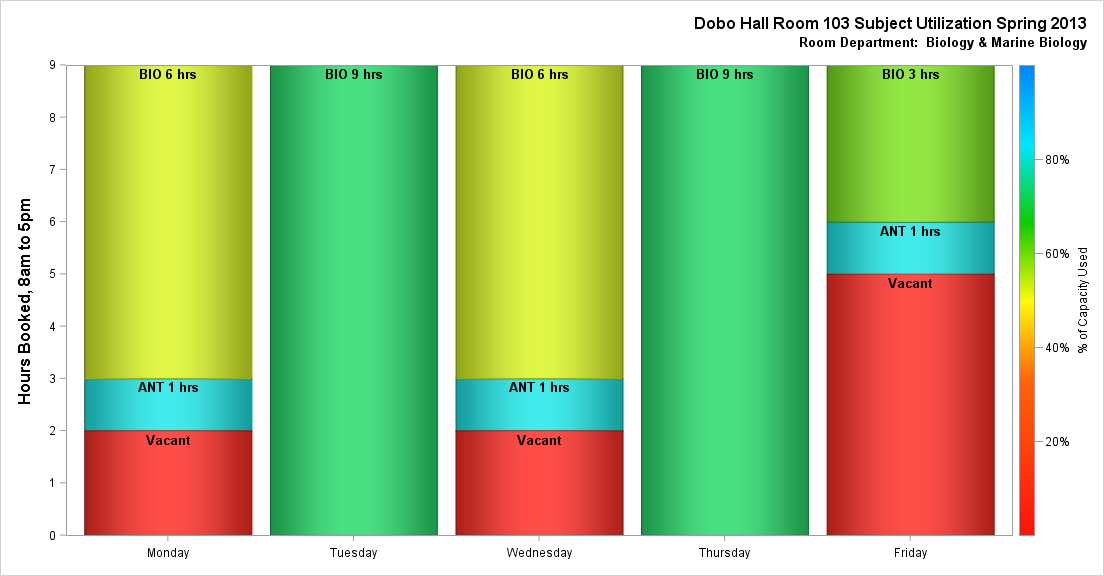 Dobo Hall Room 103 Subject Utilization Spring 2013
Room Department: Biology & Marine Biology
Hours Booked, 8am to 5pm
9
8
7
6
5
4
3
2
1
0
BIO 6 hrs
ANT 1 hrs
Vacant
BIO 9 hrs
BIO 6 hrs
ANT 1 hrs
Vacant
BIO 9 hrs
BIO 3 hrs
ANT 1 hrs
Vacant
Monday
Tuesday
Wednesday
Thursday
Friday
80%
60%
40%
20%
% of Capacity Used